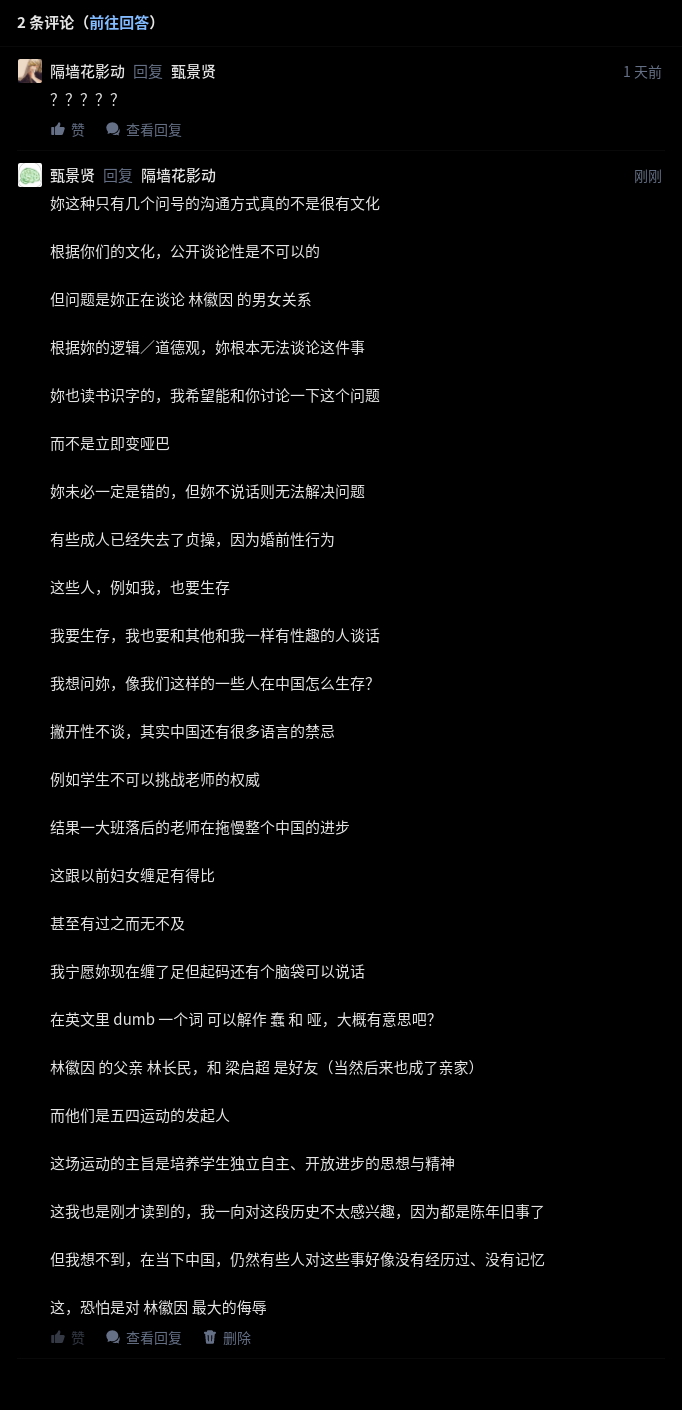 2 条评论（前往回答）
隔墙花影动 回复 甄景贤 1 天前
？？？？？
赞 查看回复
甄景贤 回复 隔墙花影动 刚刚
妳这种只有几个问号的沟通方式真的不是很有文化
根据你们的文化，公开谈论性是不可以的
但问题是妳正在谈论 林徽因 的男女关系
根据妳的逻辑／道德观，妳根本无法谈论这件事
妳也读书识字的，我希望能和你讨论一下这个问题
而不是立即变哑巴
妳未必一定是错的，但妳不说话则无法解决问题
有些成人已经失去了贞操，因为婚前性行为
这些人，例如我，也要生存
我要生存，我也要和其他和我一样有性趣的人谈话
我想问妳，像我们这样的一些人在中国怎么生存？
撇开性不谈，其实中国还有很多语言的禁忌
例如学生不可以挑战老师的权威
结果一大班落后的老师在拖慢整个中国的进步
这跟以前妇女缠足有得比
甚至有过之而无不及
我宁愿妳现在缠了足但起码还有个脑袋可以说话
在英文里 dumb 一个词 可以解作 蠢 和 哑，大概有意思吧？
林徽因 的父亲 林长民，和 梁启超 是好友（当然后来也成了亲家）
而他们是五四运动的发起人
这场运动的主旨是培养学生独立自主、开放进步的思想与精神
这我也是刚才读到的，我一向对这段历史不太感兴趣，因为都是陈年旧事了
但我想不到，在当下中国，仍然有些人对这些事好像没有经历过、没有记忆
这，恐怕是对 林徽因 最大的侮辱
赞 查看回复 删除